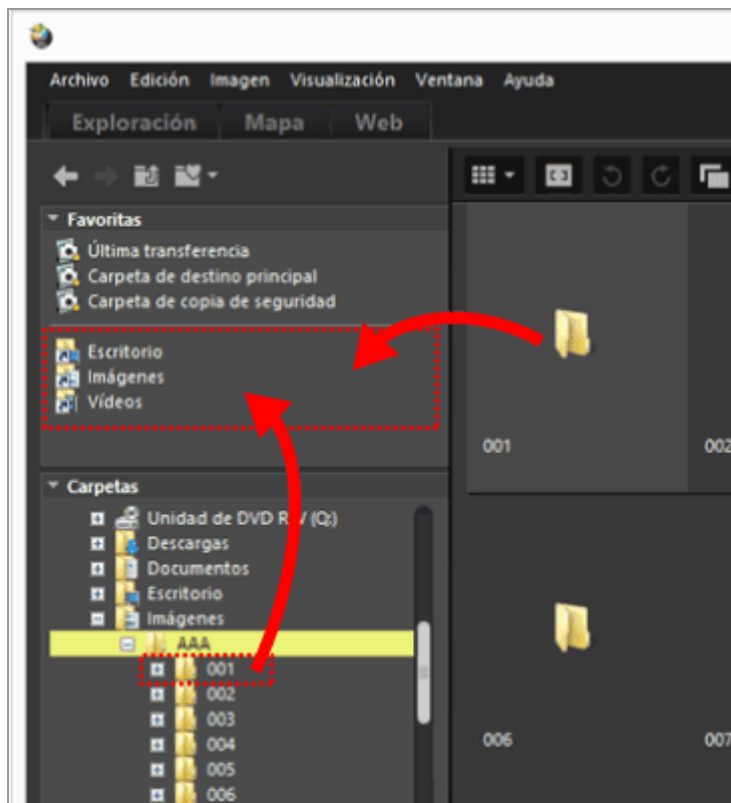 Archivo Edición Imagen Visualización Ventana Ayuda
Exploración Mapa Web
Favoritas
Última transferencia
Carpeta de destino principal
Carpeta de copia de seguridad
Escritorio
Imágenes
Vídeos
001 002
Carpetas
Unidad de DVD RW (Q:)
Descargas
Documentos
Escritorio
Imágenes
AAA
001
002
003
004
005
006
006 007